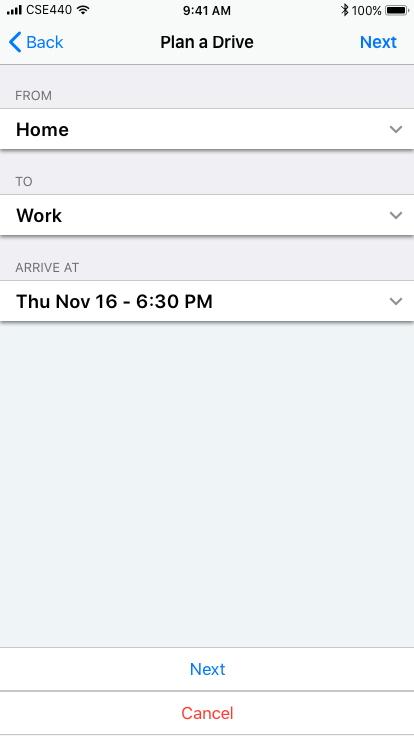 CSE440 9:41 AM 100%
Back Plan a Drive Next
FROM
Home
TO
Work
ARRIVE AT
Thu Nov 16 - 6:30 PM
Next
Cancel